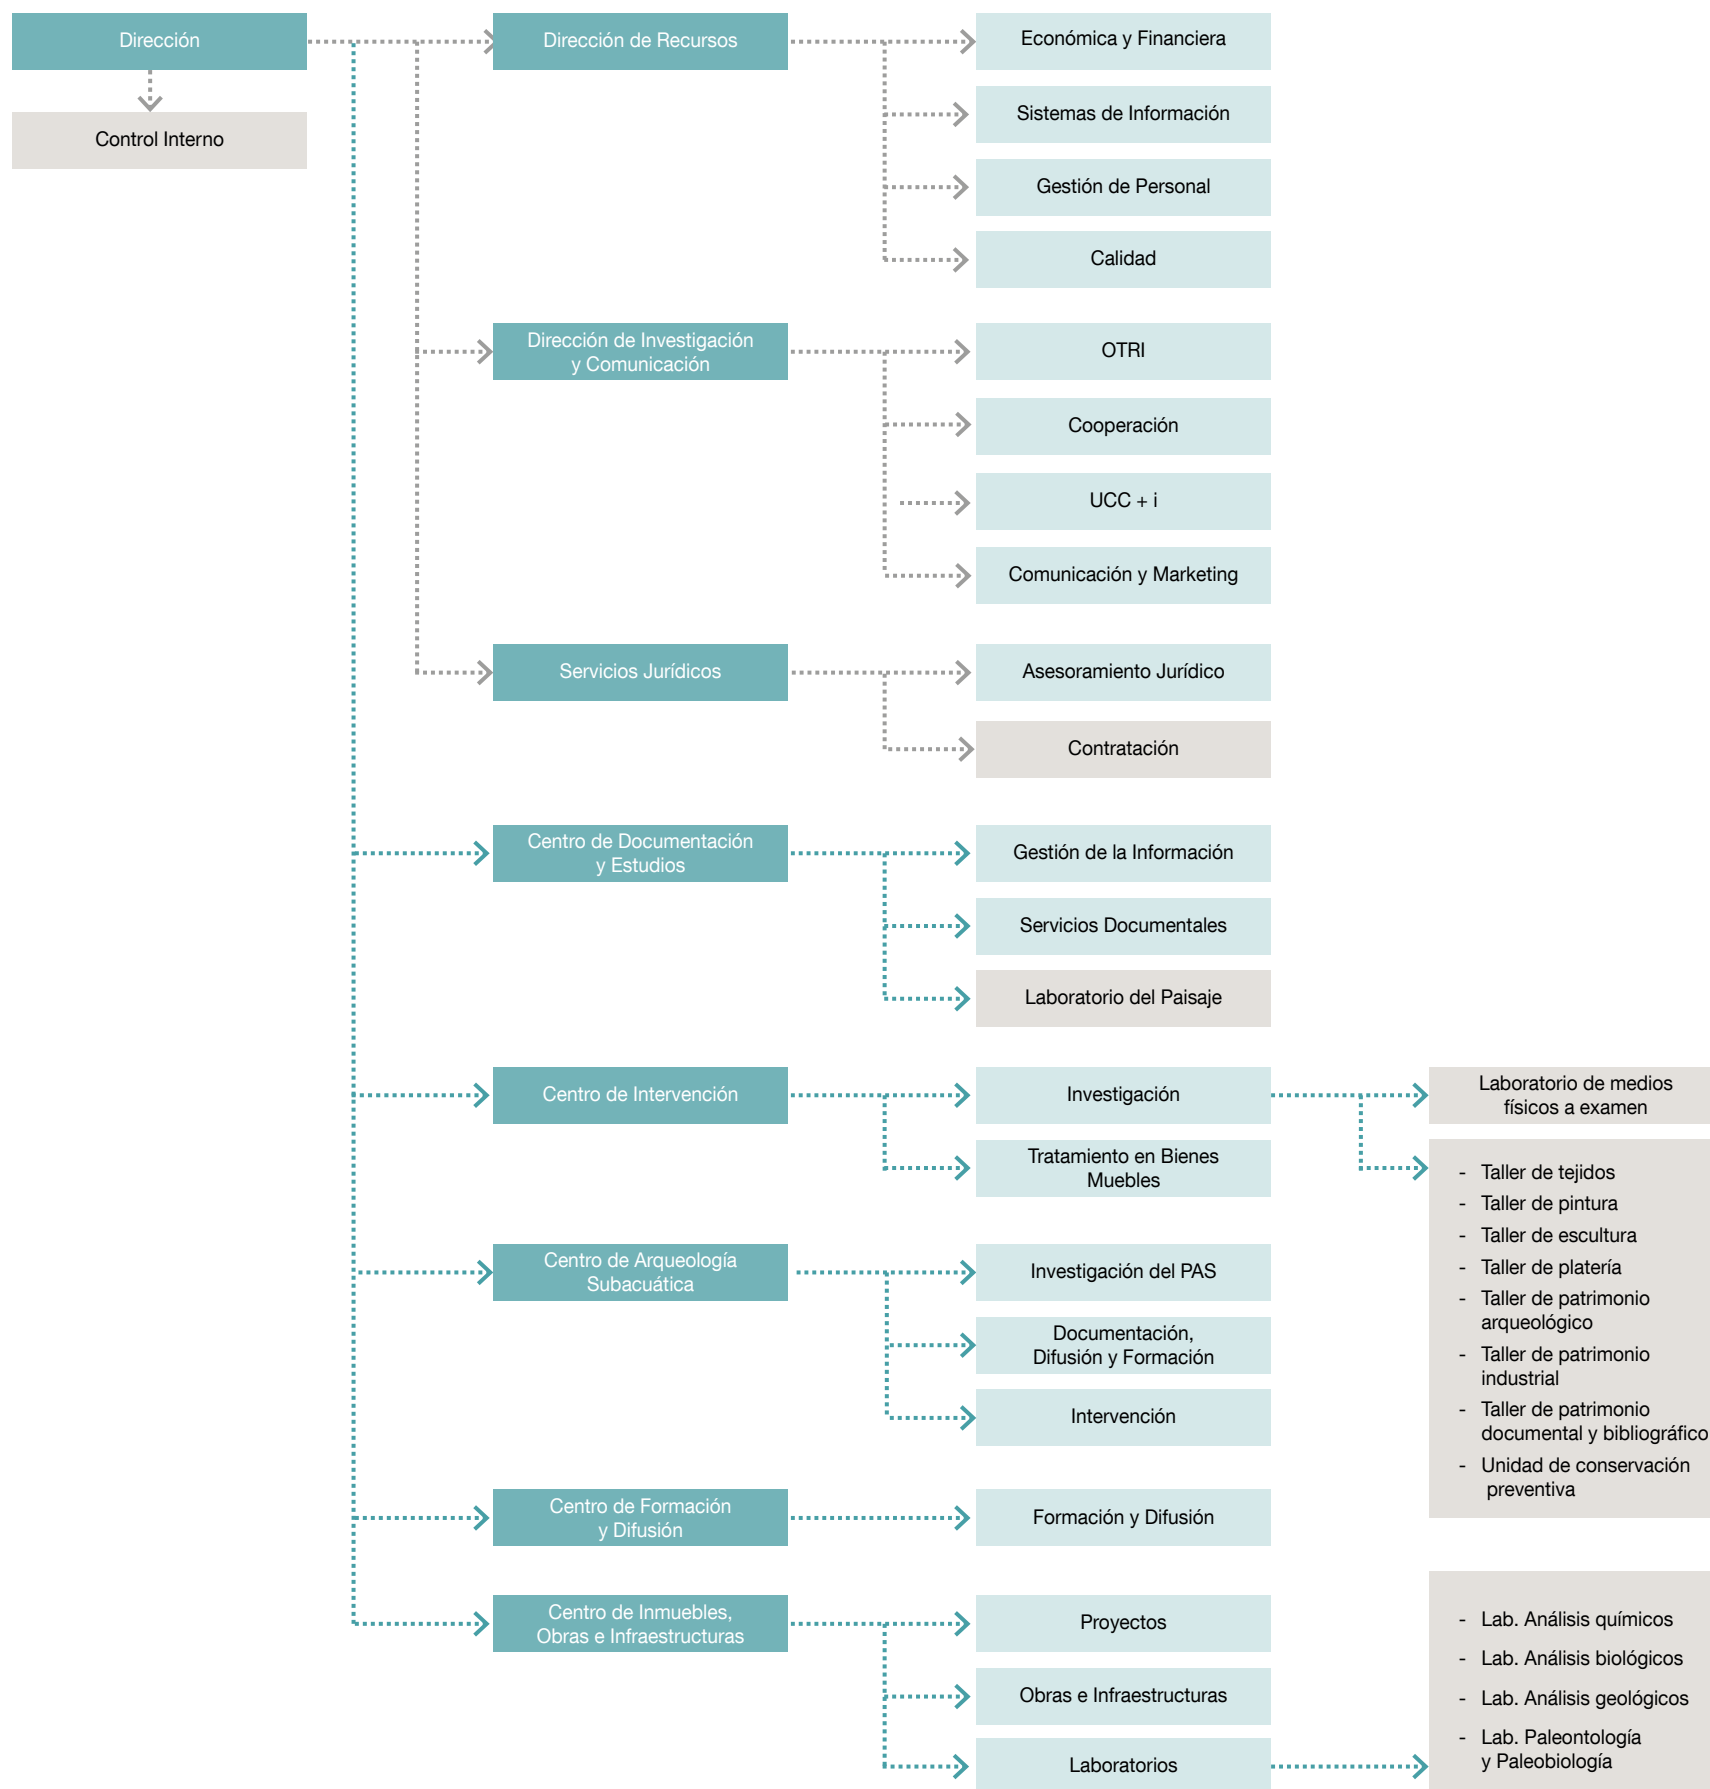 Dirección
Control Interno
Dirección de Recursos
Económica y Financiera
Sistemas de Información
Gestión de Personal
Calidad
Dirección de Investigación
y Comunicación
OTRI
Cooperación
UCC + i
Comunicación y Marketing
Servicios Jurídicos
Asesoramiento Jurídico
Contratación
Centro de Documentación
y Estudios
Gestión de la Información
Servicios Documentales
Laboratorio del Paisaje
Centro de Intervención
Investigación
Tratamiento en Bienes
Muebles
Laboratorio de medios
físicos a examen
- Taller de tejidos
- Taller de pintura
- Taller de escultura
- Taller de platería
- Taller de patrimonio
arqueológico
- Taller de patrimonio
industrial
- Taller de patrimonio
documental y bibliográfico
- Unidad de conservación
preventiva
Centro de Arqueología
Subacuática
Investigación del PAS
Documentación,
Difusión y Formación
Intervención
Centro de Formación
y Difusión
Formación y Difusión
Centro de Inmuebles,
Obras e Infraestructuras
Proyectos
Obras e Infraestructuras
Laboratorios
- Lab. Análisis químicos
- Lab. Análisis biológicos
- Lab. Análisis geológicos
- Lab. Paleontología
y Paleobiología